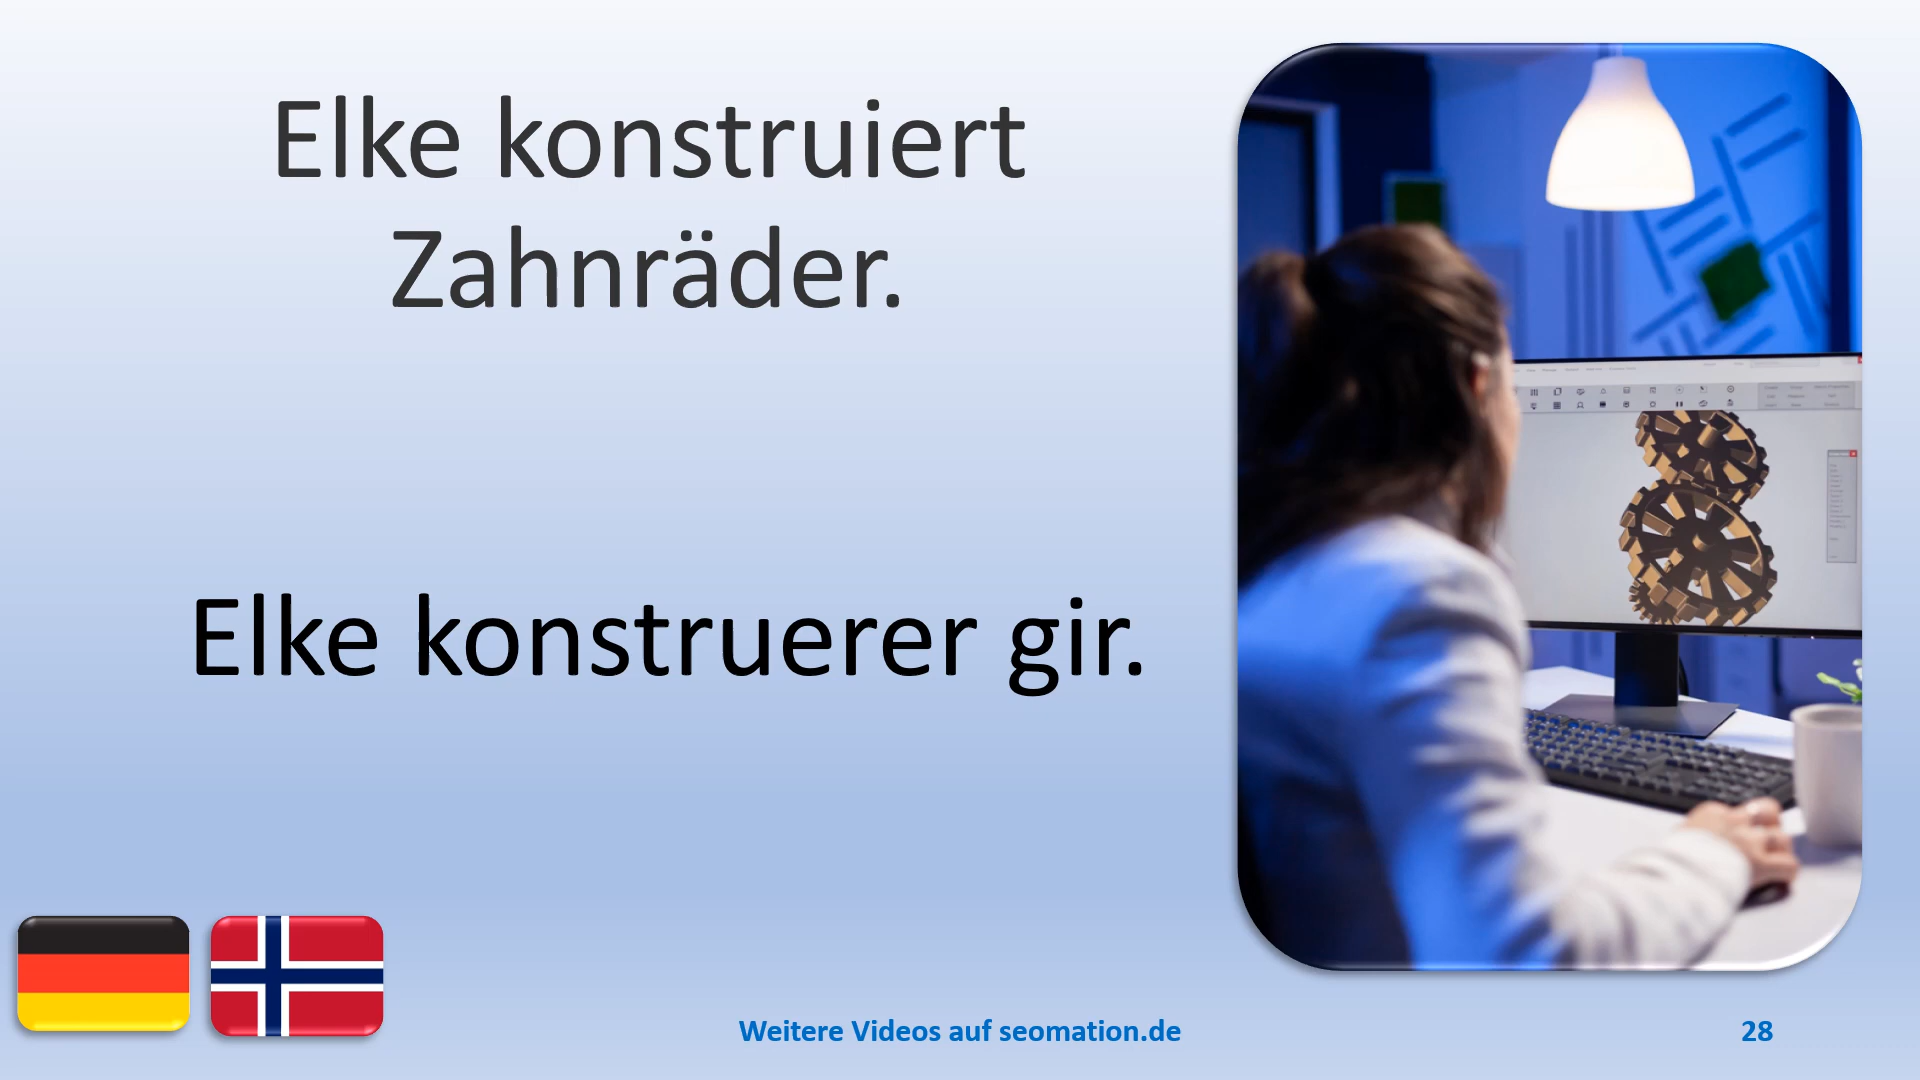 Elke konstruiert
Zahnräder.
Elke konstruerer gir.
Weitere Videos auf seomation.de
28